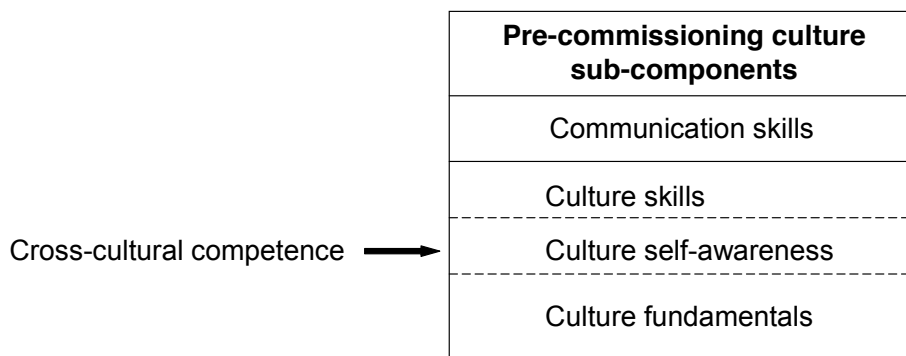 Pre-commissioning culture
sub-components
Communication skills
Culture skills
Cross-cultural competence
Culture self-awareness
Culture fundamentals